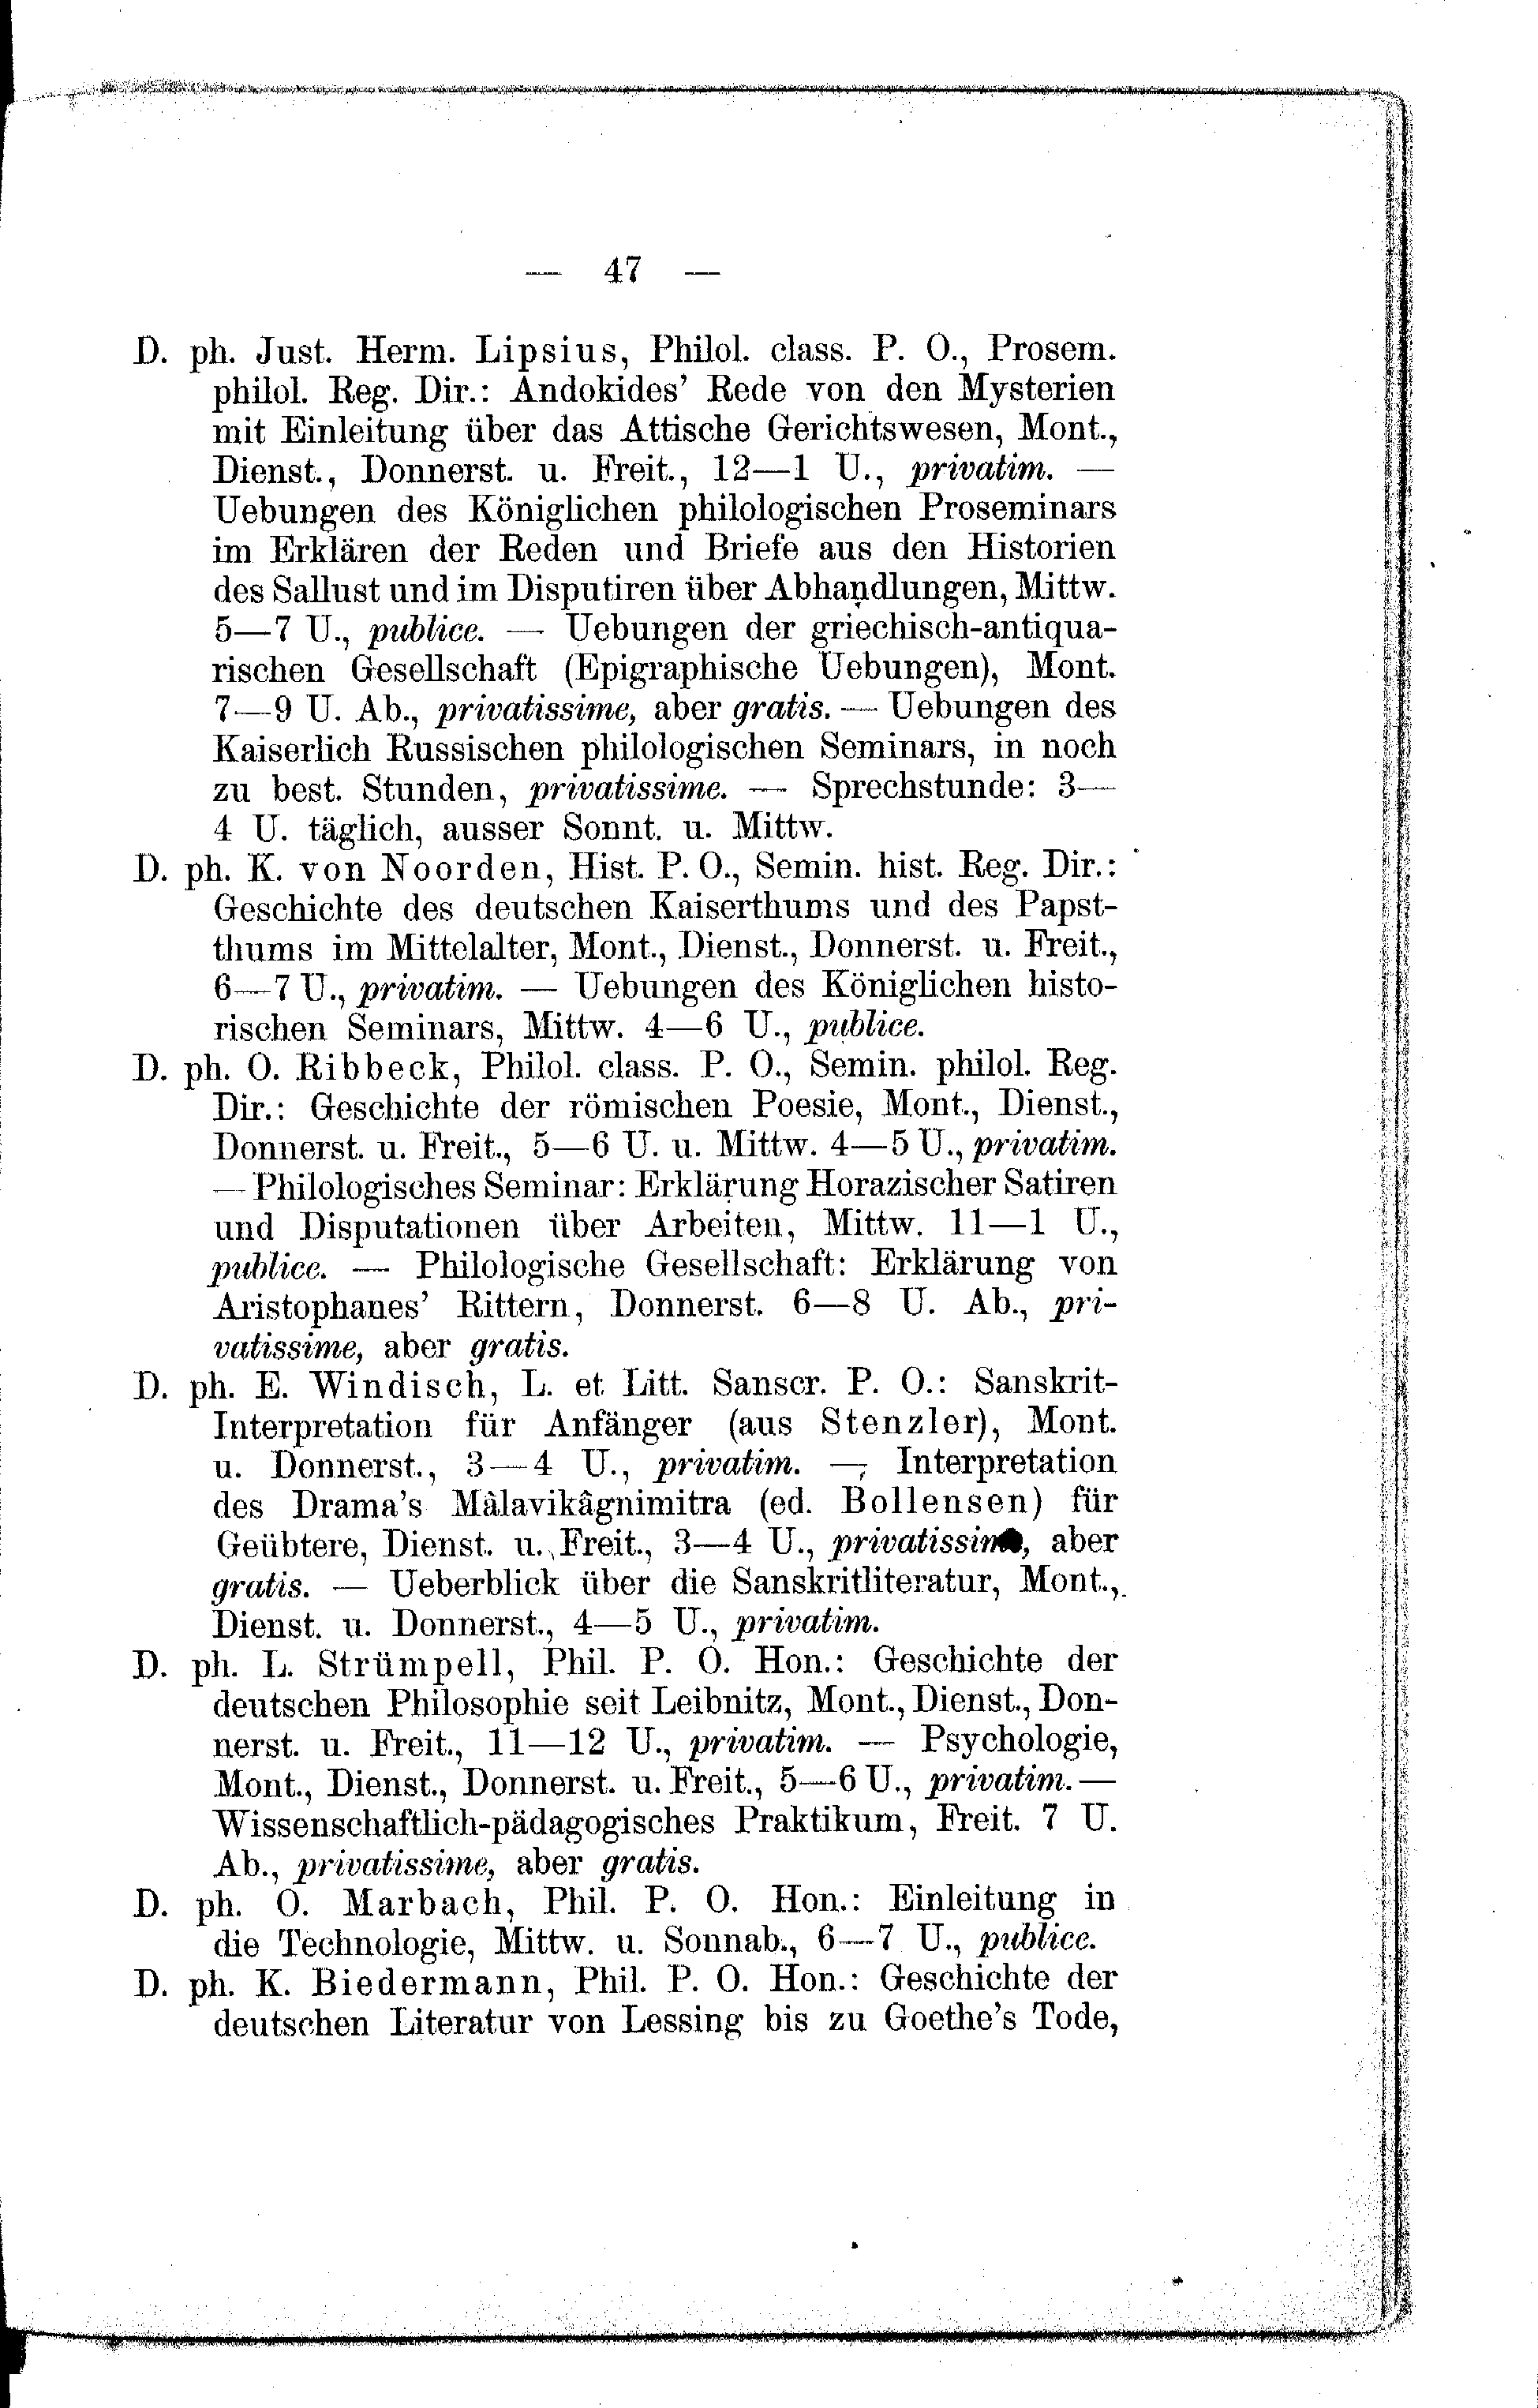 — 47 —
D. ph. Just. Herm. Lipsius, Philol. class. P. O., Prosem.
philol. Reg. Dir.: Andokides’ Rede von den Mysterien
mit Einleitung über das Attische Gerichtswesen, Mont.,
Dienst., Donnerst. u. Freit., 12—1 U., privatim. —
Uebungen des Königlichen philologischen Proseminars
im Erklären der Reden und Briefe aus den Historien
des Sallust und im Disputiren über Abhandlungen, Mittw.
5—7 U., publice. — Uebungen der griechisch-antiqua-
rischen Gesellschaft (Epigraphische Uebungen), Mont.
7—9 U. Ab., privatissime, aber gratis. — Uebungen des
Kaiserlich Russischen philologischen Seminars, in noch
zu best. Stunden, privatissime. — Sprechstunde: 3—
4 U. täglich, ausser Sonnt. u. Mittw.
D. ph. K. von Noorden, Hist. P. O., Semin. hist. Reg. Dir.:
Geschichte des deutschen Kaiserthums und des Papst-
thums im Mittelalter, Mont., Dienst., Donnerst. u. Freit.,
6—7 U., privatim. — Uebungen des Königlichen histo-
rischen Seminars, Mittw. 4—6 U., publice.
D. ph. O. Ribbeck, Philol. class. P. O., Semin. philol. Reg.
Dir.: Geschichte der römischen Poesie, Mont., Dienst.,
Donnerst. u. Freit., 5—6 U. u. Mittw. 4—5 U., privatim.
— Philologisches Seminar: Erklärung Horazischer Satiren
und Disputationen über Arbeiten, Mittw. 11—1 U.,
publice. — Philologische Gesellschaft: Erklärung von
Aristophanes’ Rittern, Donnerst. 6—8 U. Ab., pri-
vatissime, aber gratis.
D. ph. E. Windisch, L. et Litt. Sanscr. P. O.: Sanskrit-
Interpretation für Anfänger (aus Stenzler), Mont.
u. Donnerst., 3—4 U., privatim. — Interpretation
des Drama’s Mâlavikâgnimitra (ed. Bollensen) für
Geübtere, Dienst. u. Freit., 3—4 U., privatissime, aber
gratis. — Ueberblick über die Sanskritliteratur, Mont.,
Dienst. u. Donnerst., 4—5 U., privatim.
D. ph. L. Strümpell, Phil. P. O. Hon.: Geschichte der
deutschen Philosophie seit Leibnitz, Mont., Dienst., Don-
nerst. u. Freit., 11—12 U., privatim. — Psychologie,
Mont., Dienst., Donnerst. u. Freit., 5—6 U., privatim. —
Wissenschaftlich-pädagogisches Praktikum, Freit. 7 U.
Ab., privatissime, aber gratis.
D. ph. O. Marbach, Phil. P. O. Hon.: Einleitung in
die Technologie, Mittw. u. Sonnab., 6—7 U., publice.
D. ph. K. Biedermann, Phil. P. O. Hon.: Geschichte der
deutschen Literatur von Lessing bis zu Goethe’s Tode,